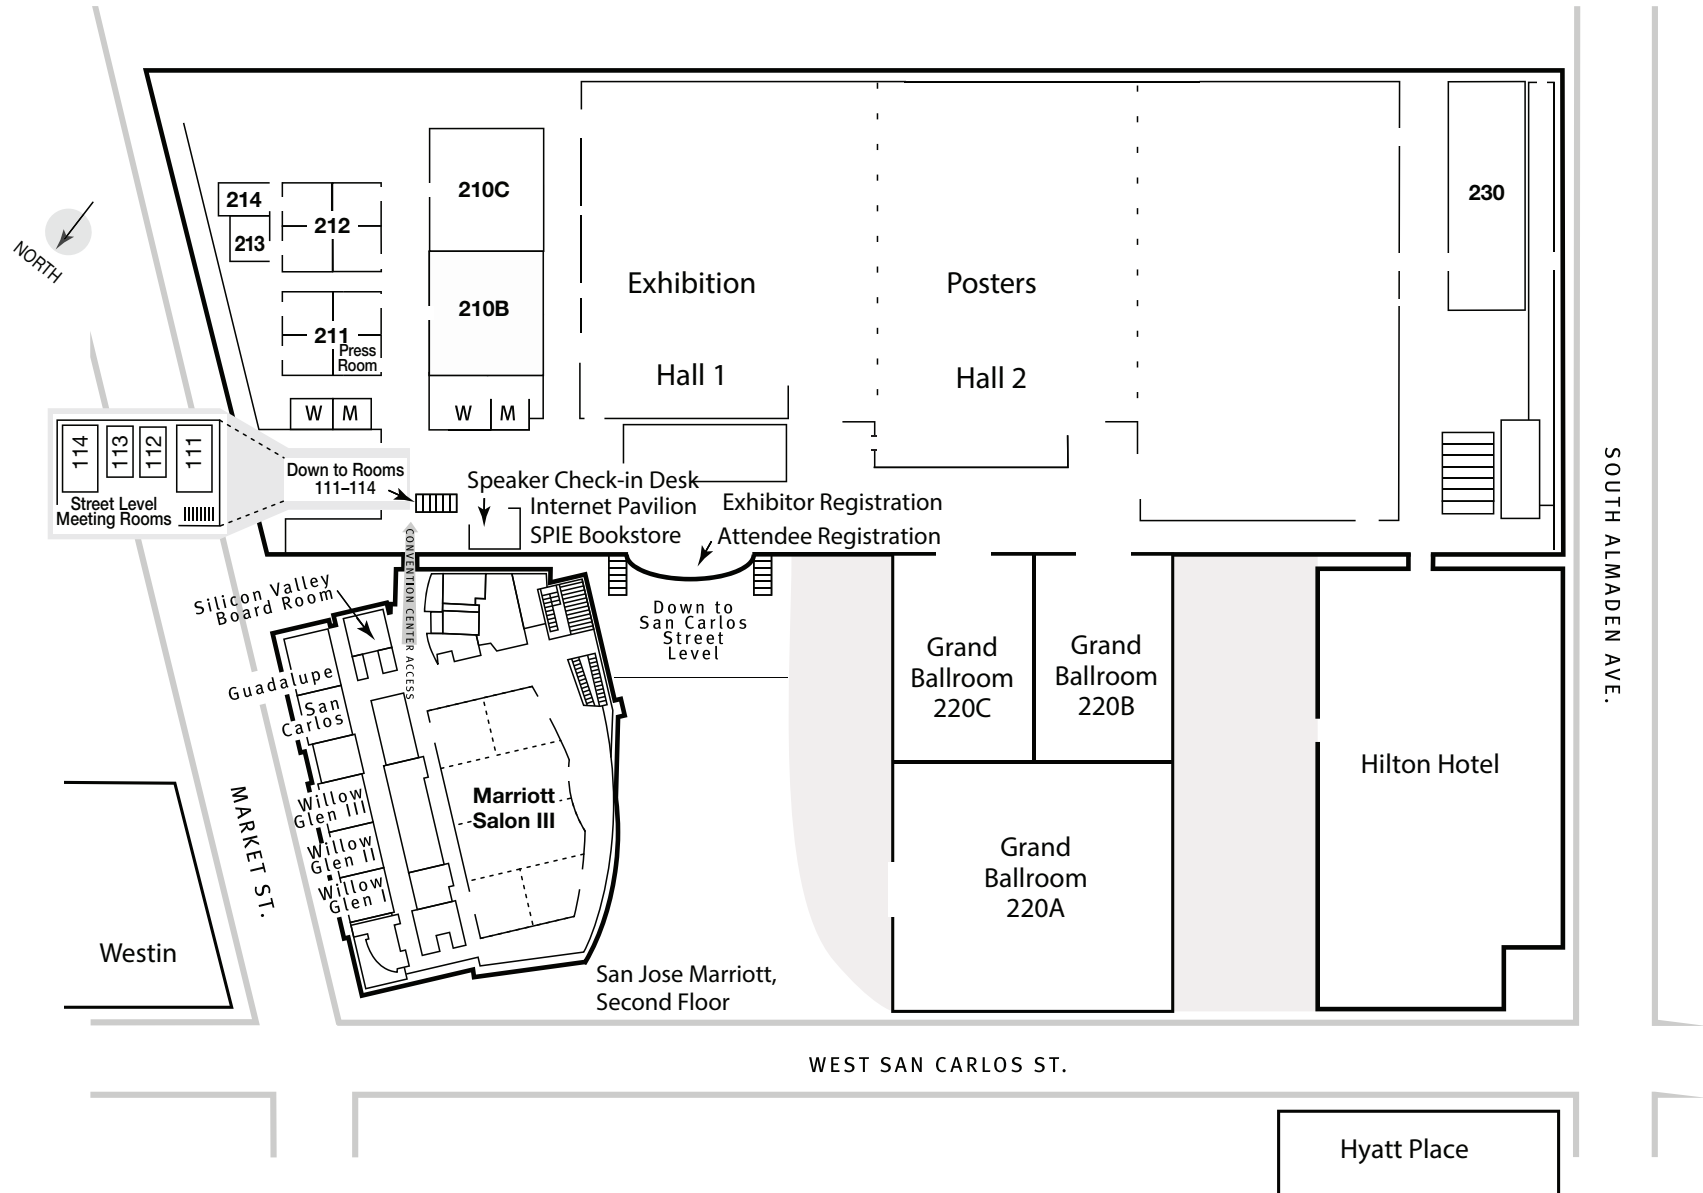 214
213
212
211
Press
Room
210C
210B
W
M
W
M
Exhibition
Hall 1
Posters
Hall 2
230
NORTH
114
113
112
111
Street Level
Meeting Rooms
Down to Rooms
111–114
Speaker Check-in Desk
Internet Pavilion
SPIE Bookstore
Exhibitor Registration
Attendee Registration
CONVENTION CENTER ACCESS
Silicon Valley
Board Room
Guadalupe
San
Carlos
Willow
Glen III
Willow
Glen II
Willow
Glen I
Marriott
Salon III
Down to
San Carlos
Street
Level
Grand
Ballroom
220C
Grand
Ballroom
220B
Grand
Ballroom
220A
Hilton Hotel
SOUTH ALMADEN AVE.
MARKET ST.
Westin
San Jose Marriott,
Second Floor
WEST SAN CARLOS ST.
Hyatt Place